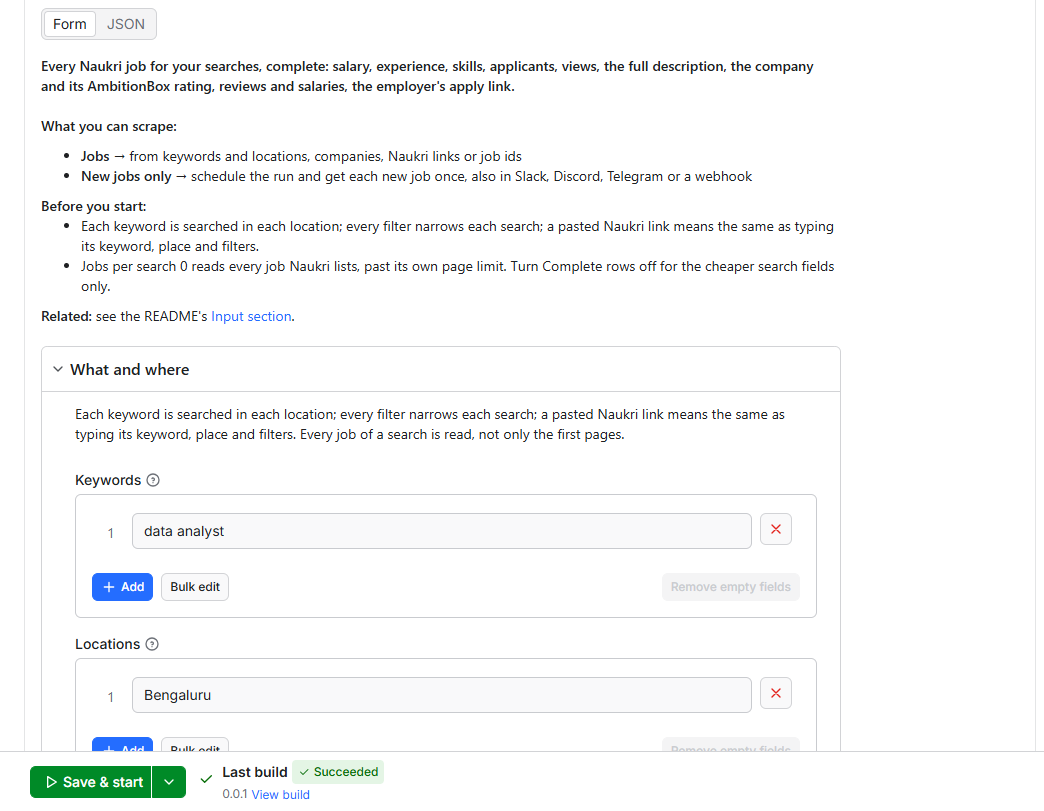 Form JSON
Every Naukri job for your searches, complete: salary, experience, skills, applicants, views, the full description, the company
and its AmbitionBox rating, reviews and salaries, the employer's apply link.
What you can scrape:
Jobs → from keywords and locations, companies, Naukri links or job ids
New jobs only → schedule the run and get each new job once, also in Slack, Discord, Telegram or a webhook
Before you start:
Each keyword is searched in each location; every filter narrows each search; a pasted Naukri link means the same as typing
its keyword, place and filters.
Jobs per search 0 reads every job Naukri lists, past its own page limit. Turn Complete rows off for the cheaper search fields
only.
Related: see the README's Input section.
What and where
Each keyword is searched in each location; every filter narrows each search; a pasted Naukri link means the same as
typing its keyword, place and filters. Every job of a search is read, not only the first pages.
Keywords
1 data analyst
Add Bulk edit Remove empty fields
Locations
1 Bengaluru
Add Bulk edit Remove empty fields
Save & start
Last build Succeeded
0.0.1 View build